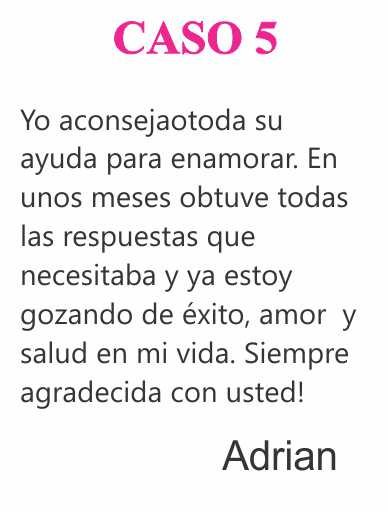 CASO 5
Yo aconsejaotoda su
ayuda para enamorar. En
unos meses obtuve todas
las respuestas que
necesitaba y ya estoy
gozando de éxito, amor  y
salud en mi vida. Siempre
agradecida con usted!
Adrian